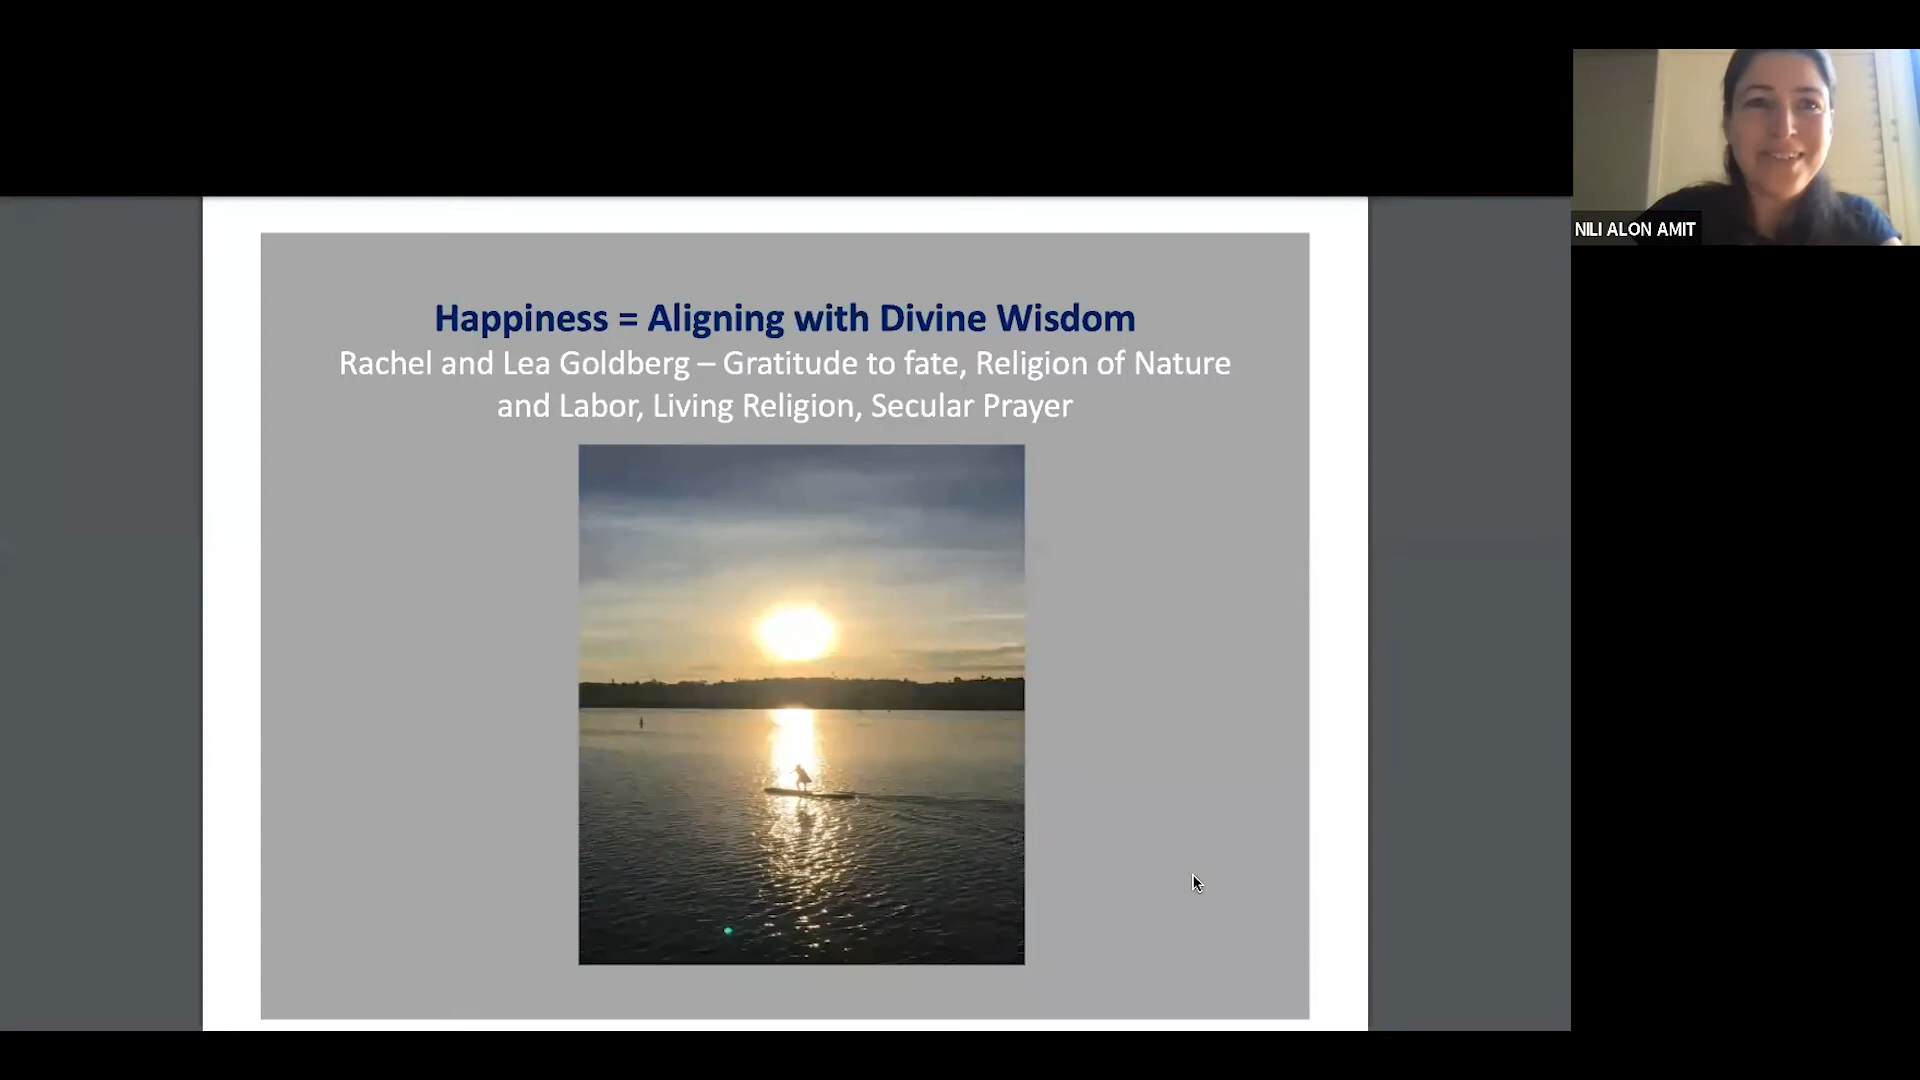 Happiness = Aligning with Divine Wisdom
Rachel and Lea Goldberg – Gratitude to fate, Religion of Nature
and Labor, Living Religion, Secular Prayer
NILI ALON AMIT